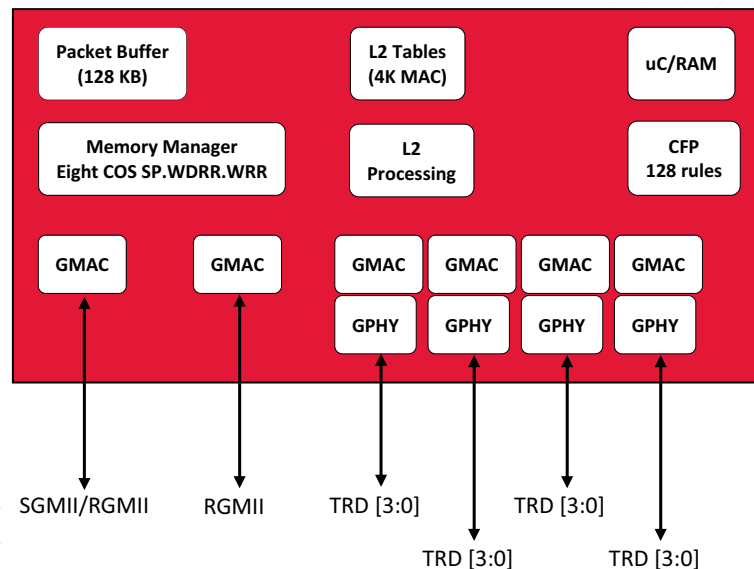 Packet Buffer
(128 KB)
L2 Tables
(4K MAC)
uC/RAM
Memory Manager
Eight COS SP.WDRR.WRR
L2
Processing
CFP
128 rules
GMAC
GMAC
GMAC
GMAC
GMAC
GMAC
GPHY
GPHY
GPHY
GPHY
SGMII/RGMII
RGMII
TRD [3:0]
TRD [3:0]
TRD [3:0]
TRD [3:0]